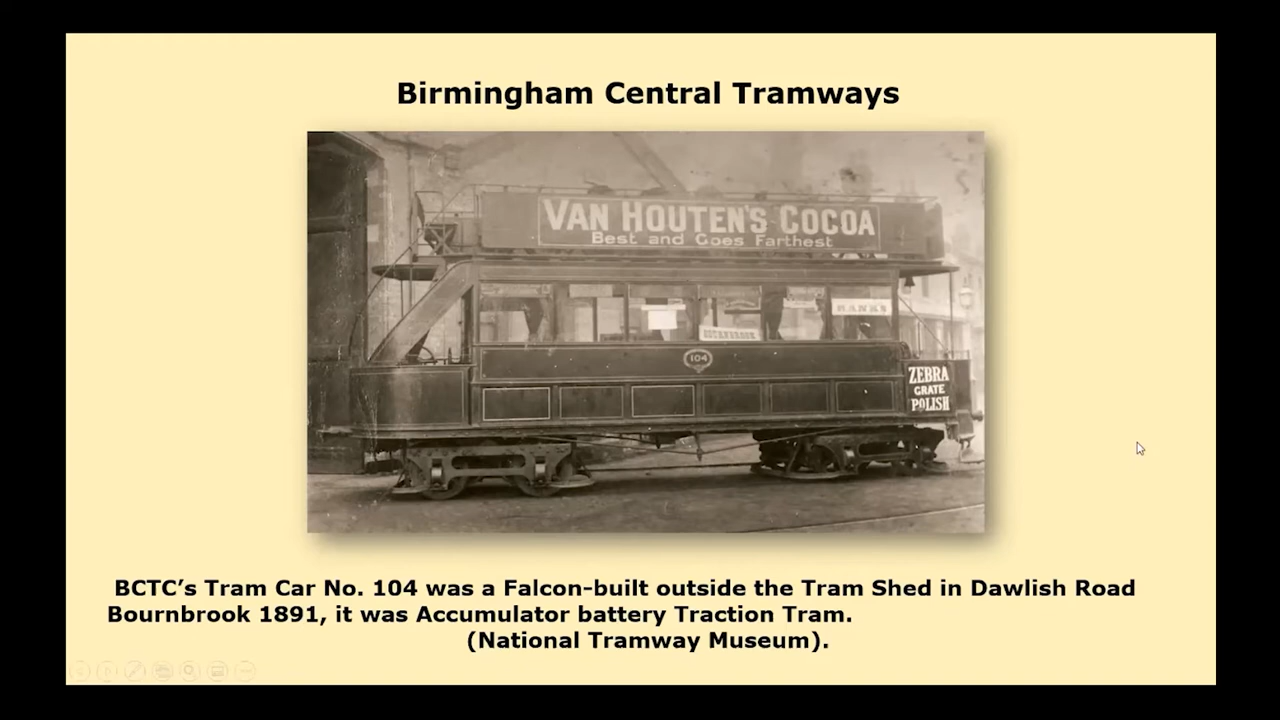 Birmingham Central Tramways
VAN HOUTEN'S COCOA
Best and Goes Farthest
BANKS
BOURNBROOK
104
ZEBRA
GRATE
POLISH
BCTC’s Tram Car No. 104 was a Falcon-built outside the Tram Shed in Dawlish Road
Bournbrook 1891, it was Accumulator battery Traction Tram.
(National Tramway Museum).